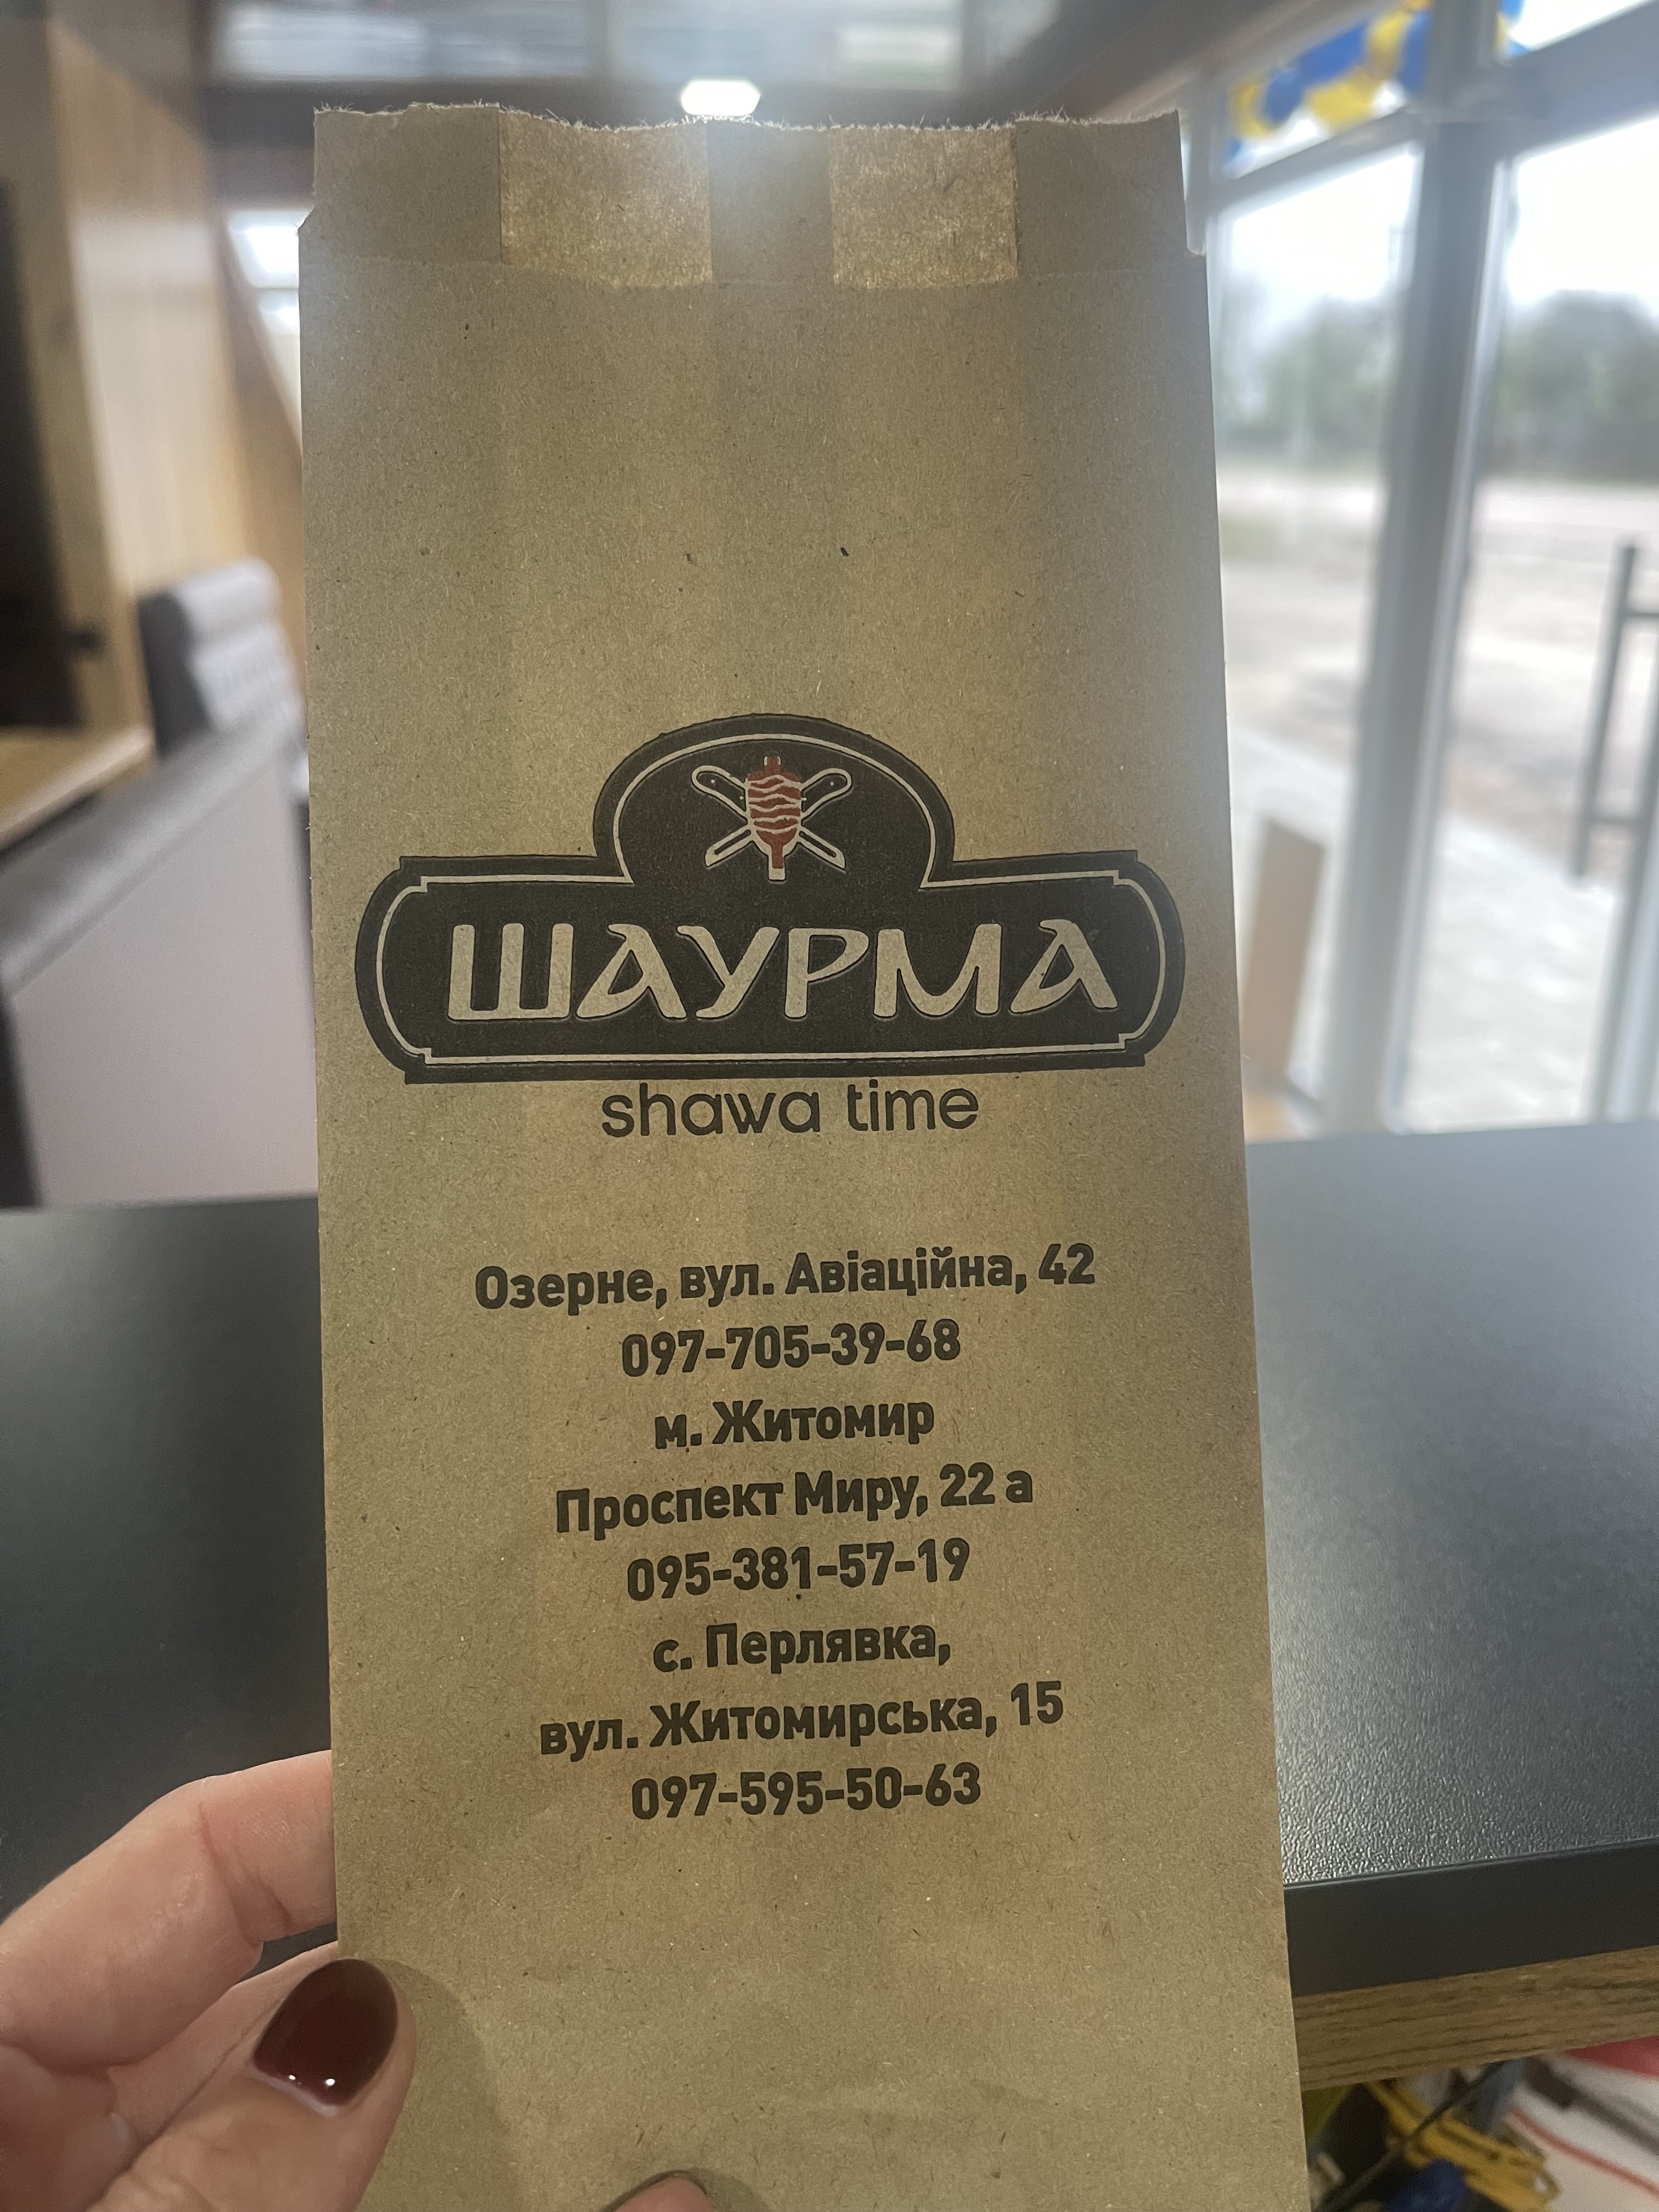 ШАУРМА
shawa time
Озерне, вул. Авіаційна, 42
097-705-39-68
м. Житомир
Проспект Миру, 22 а
095-381-57-19
с. Перлявка,
вул. Житомирська, 15
097-595-50-63